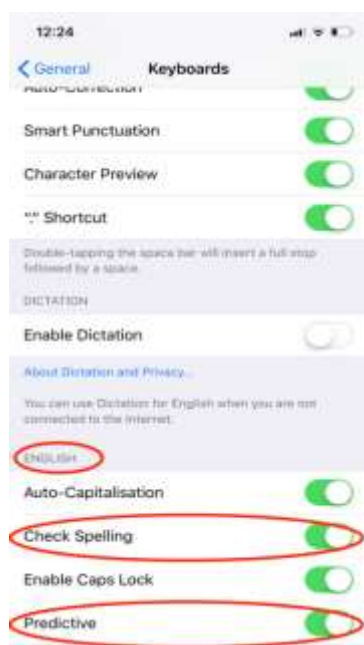 12:24
General Keyboards
Auto-Correction
Smart Punctuation
Character Preview
"." Shortcut
Double-tapping the space bar will insert a full stop
followed by a space.
DICTATION
Enable Dictation
About Dictation and Privacy...
You can use Dictation for English when you are not
connected to the Internet.
ENGLISH
Auto-Capitalisation
Check Spelling
Enable Caps Lock
Predictive